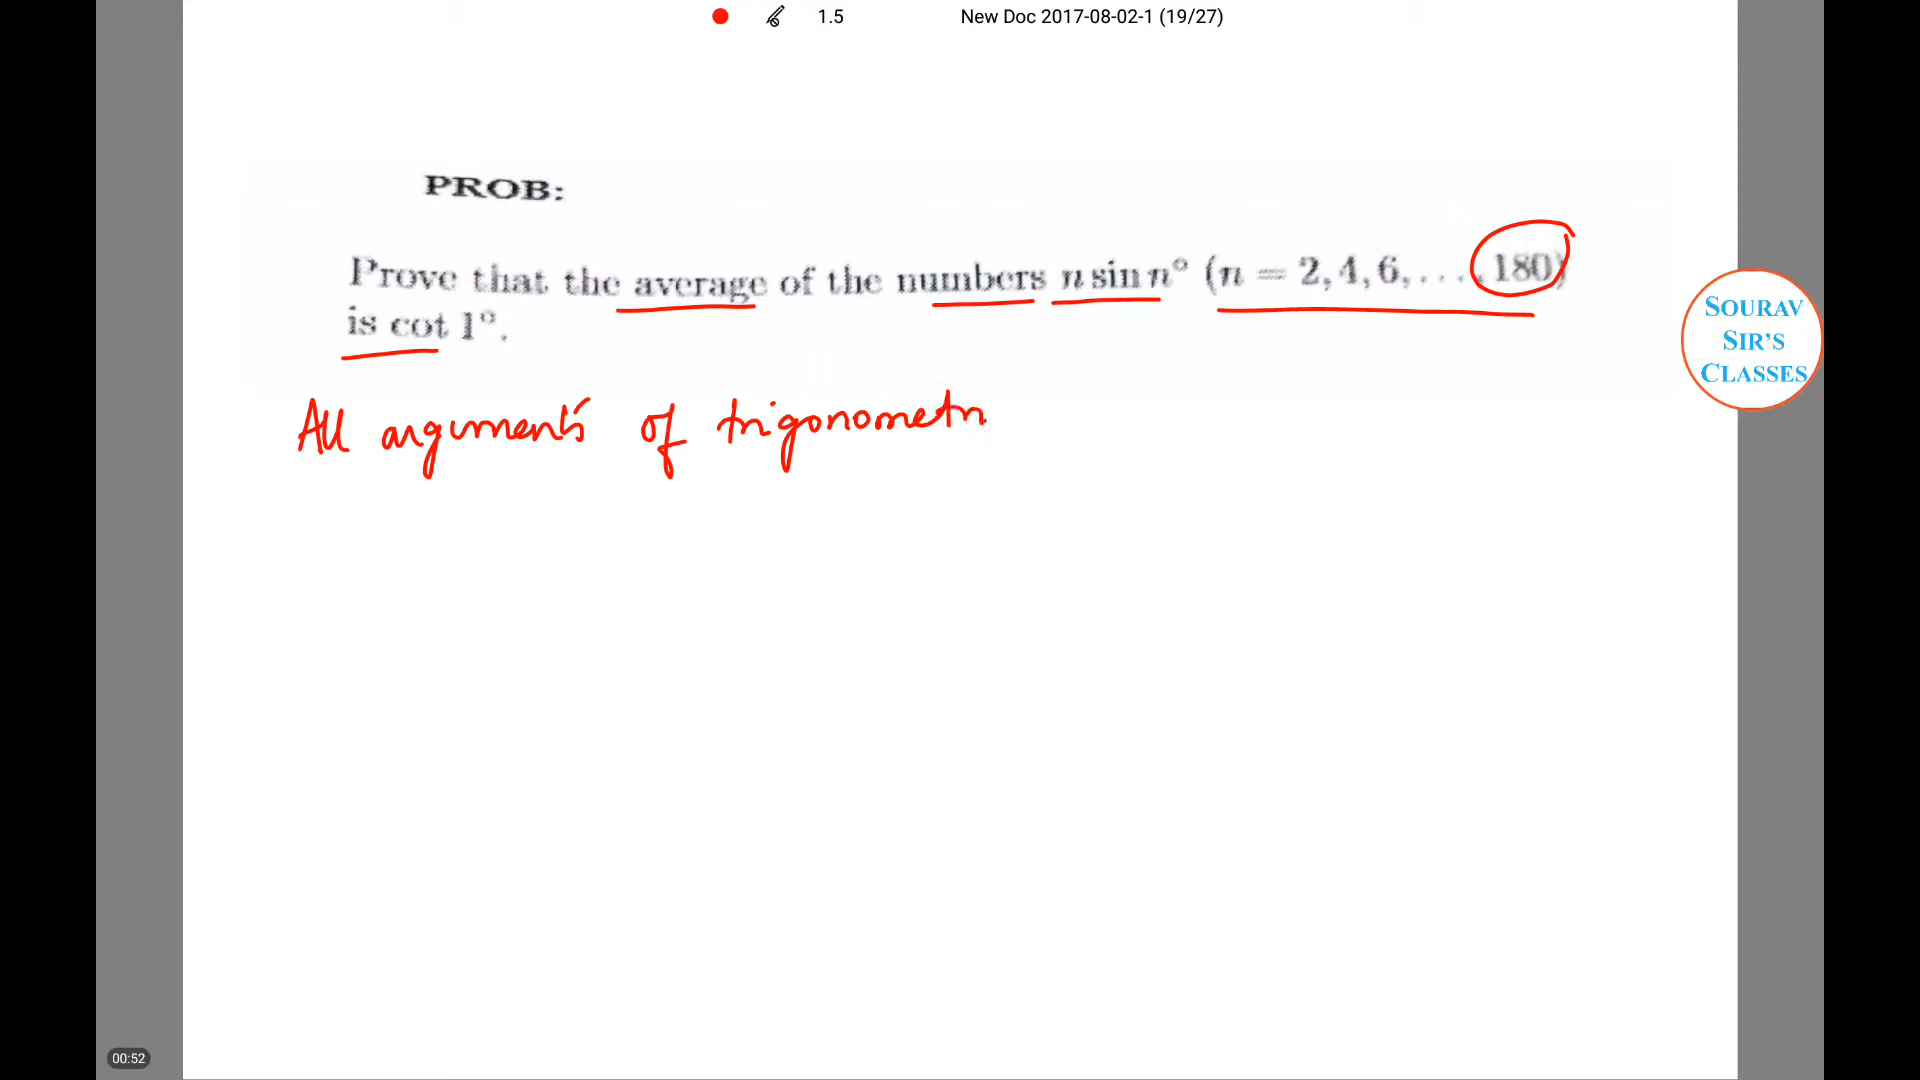 1.5 New Doc 2017-08-02-1 (19/27)
PROB:
Prove that the average of the numbers n sin n° (n = 2, 4, 6, . . . , 180)
is cot 1°.
SOURAV
SIR'S
CLASSES
All arguments of trigonometri
00:52